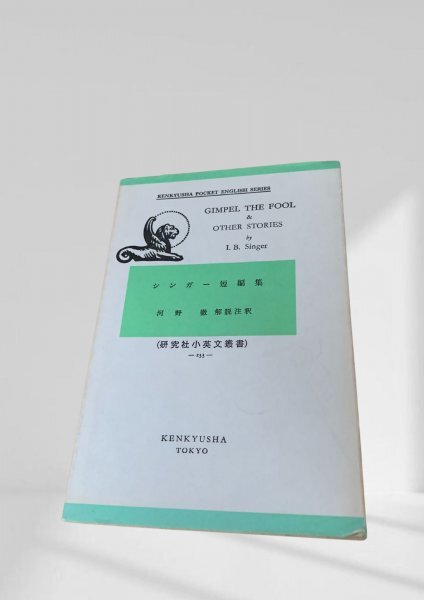 KENKYUSHA POCKET ENGLISH SERIES
GIMPEL THE FOOL
&
OTHER STORIES
by
I. B. Singer
シンガー短編集
河野 徹解説注釈
(研究社小英文叢書)
— 233 —
KENKYUSHA
TOKYO